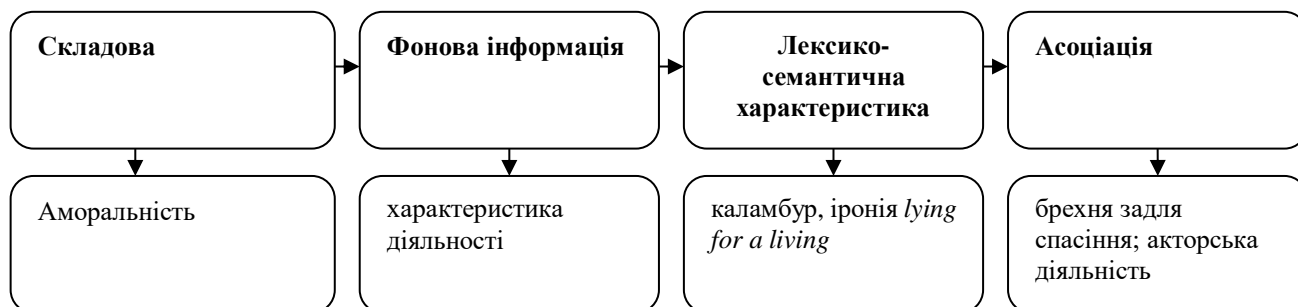 Складова
Фонова інформація
Лексико-
семантична
характеристика
Асоціація
Аморальність
характеристика
діяльності
каламбур, іронія lying
for a living
брехня задля
спасіння; акторська
діяльність